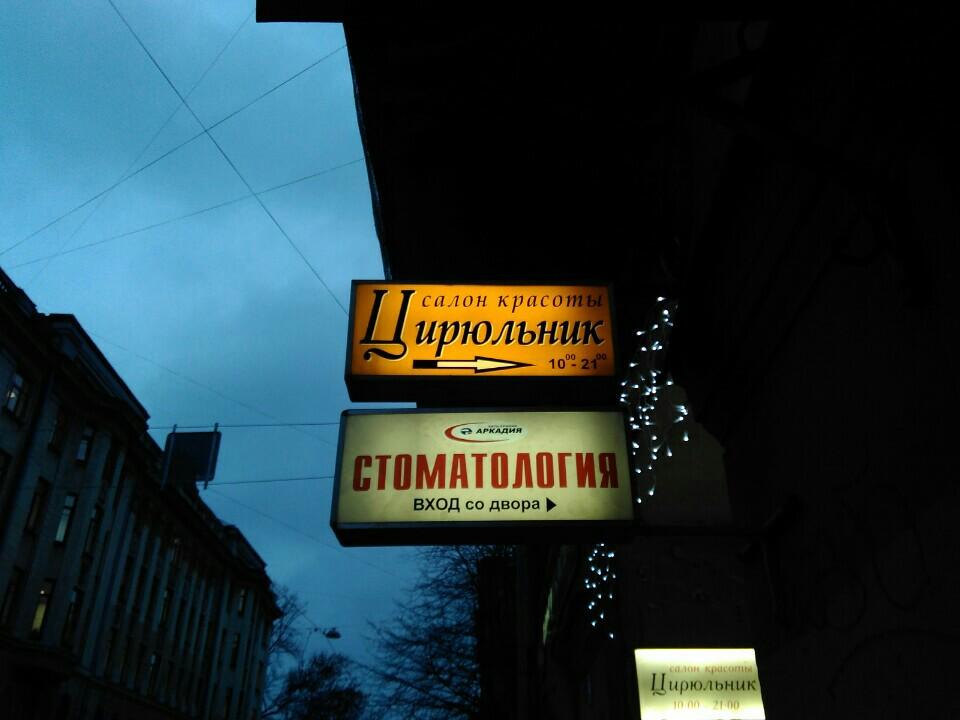 салон красоты
Цирюльник
10⁰⁰ - 21⁰⁰
АРКАДИЯ
СТОМАТОЛОГИЯ
ВХОД со двора
салон красоты
Цирюльник
10:00 - 21:00